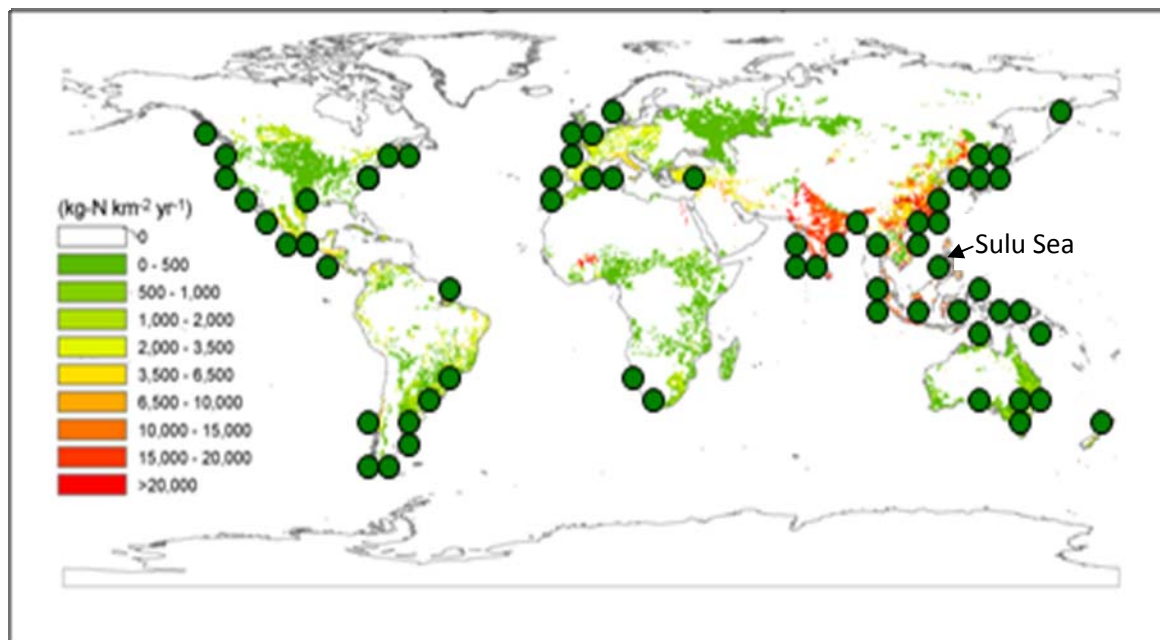 (kg-N km-2 yr-1)
0
0 - 500
500 - 1,000
1,000 - 2,000
2,000 - 3,500
3,500 - 6,500
6,500 - 10,000
10,000 - 15,000
15,000 - 20,000
>20,000
Sulu Sea